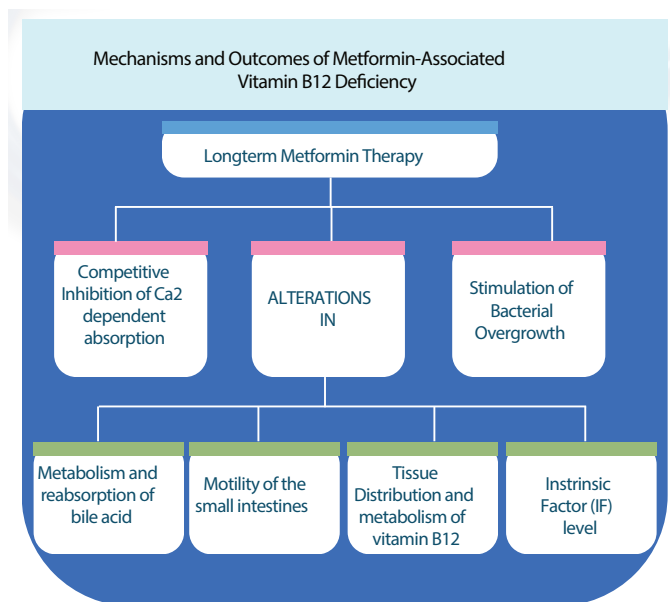 Mechanisms and Outcomes of Metformin-Associated
Vitamin B12 Deficiency
Longterm Metformin Therapy
Competitive
Inhibition of Ca2
dependent
absorption
ALTERATIONS
IN
Stimulation of
Bacterial
Overgrowth
Metabolism and
reabsorption of
bile acid
Motility of the
small intestines
Tissue
Distribution and
metabolism of
vitamin B12
Instrinsic
Factor (IF)
level